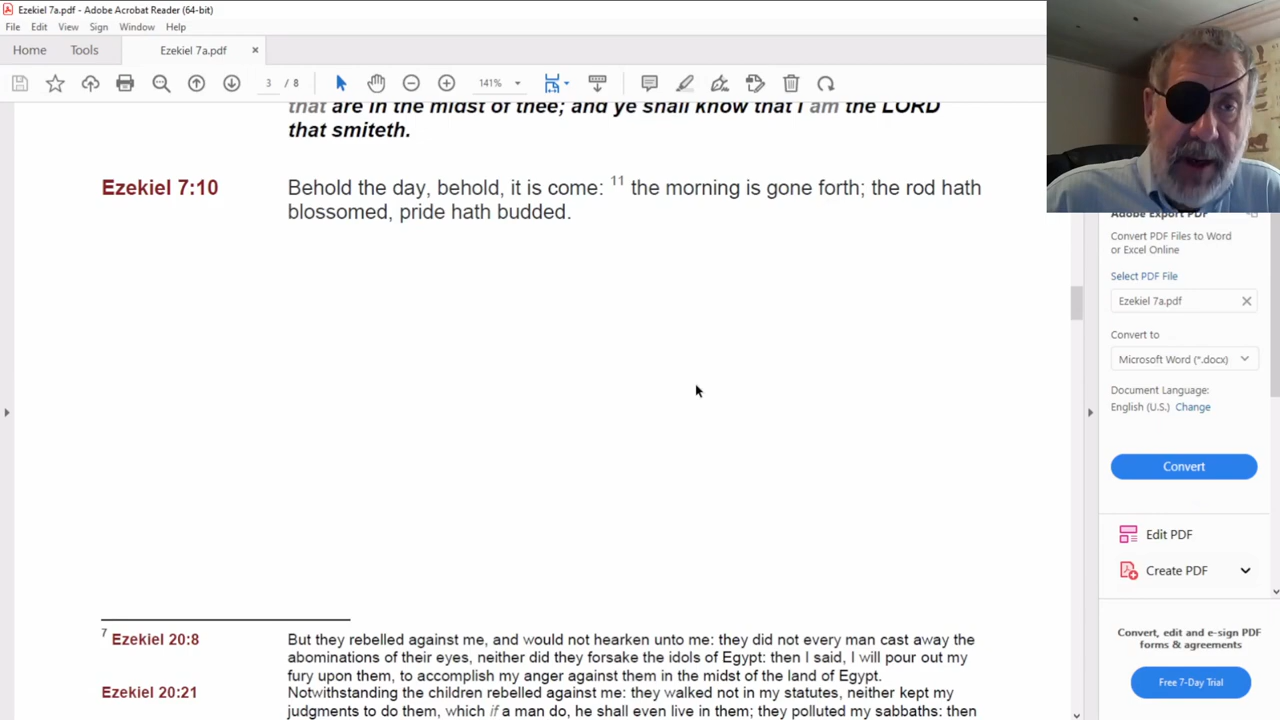 Ezekiel 7a.pdf - Adobe Acrobat Reader (64-bit)
File Edit View Sign Window Help
Home Tools Ezekiel 7a.pdf ×
3 / 8 141%
that are in the midst of thee; and ye shall know that I am the LORD
that smiteth.
Ezekiel 7:10 Behold the day, behold, it is come: 11 the morning is gone forth; the rod hath
blossomed, pride hath budded.
7 Ezekiel 20:8 But they rebelled against me, and would not hearken unto me: they did not every man cast away the
abominations of their eyes, neither did they forsake the idols of Egypt: then I said, I will pour out my
fury upon them, to accomplish my anger against them in the midst of the land of Egypt.
Ezekiel 20:21 Notwithstanding the children rebelled against me: they walked not in my statutes, neither kept my
judgments to do them, which if a man do, he shall even live in them; they polluted my sabbaths: then
Adobe Export PDF
Convert PDF Files to Word
or Excel Online
Select PDF File
Ezekiel 7a.pdf
Convert to
Microsoft Word (*.docx)
Document Language:
English (U.S.) Change
Convert
Edit PDF
Create PDF
Convert, edit and e-sign PDF
forms & agreements
Free 7-Day Trial